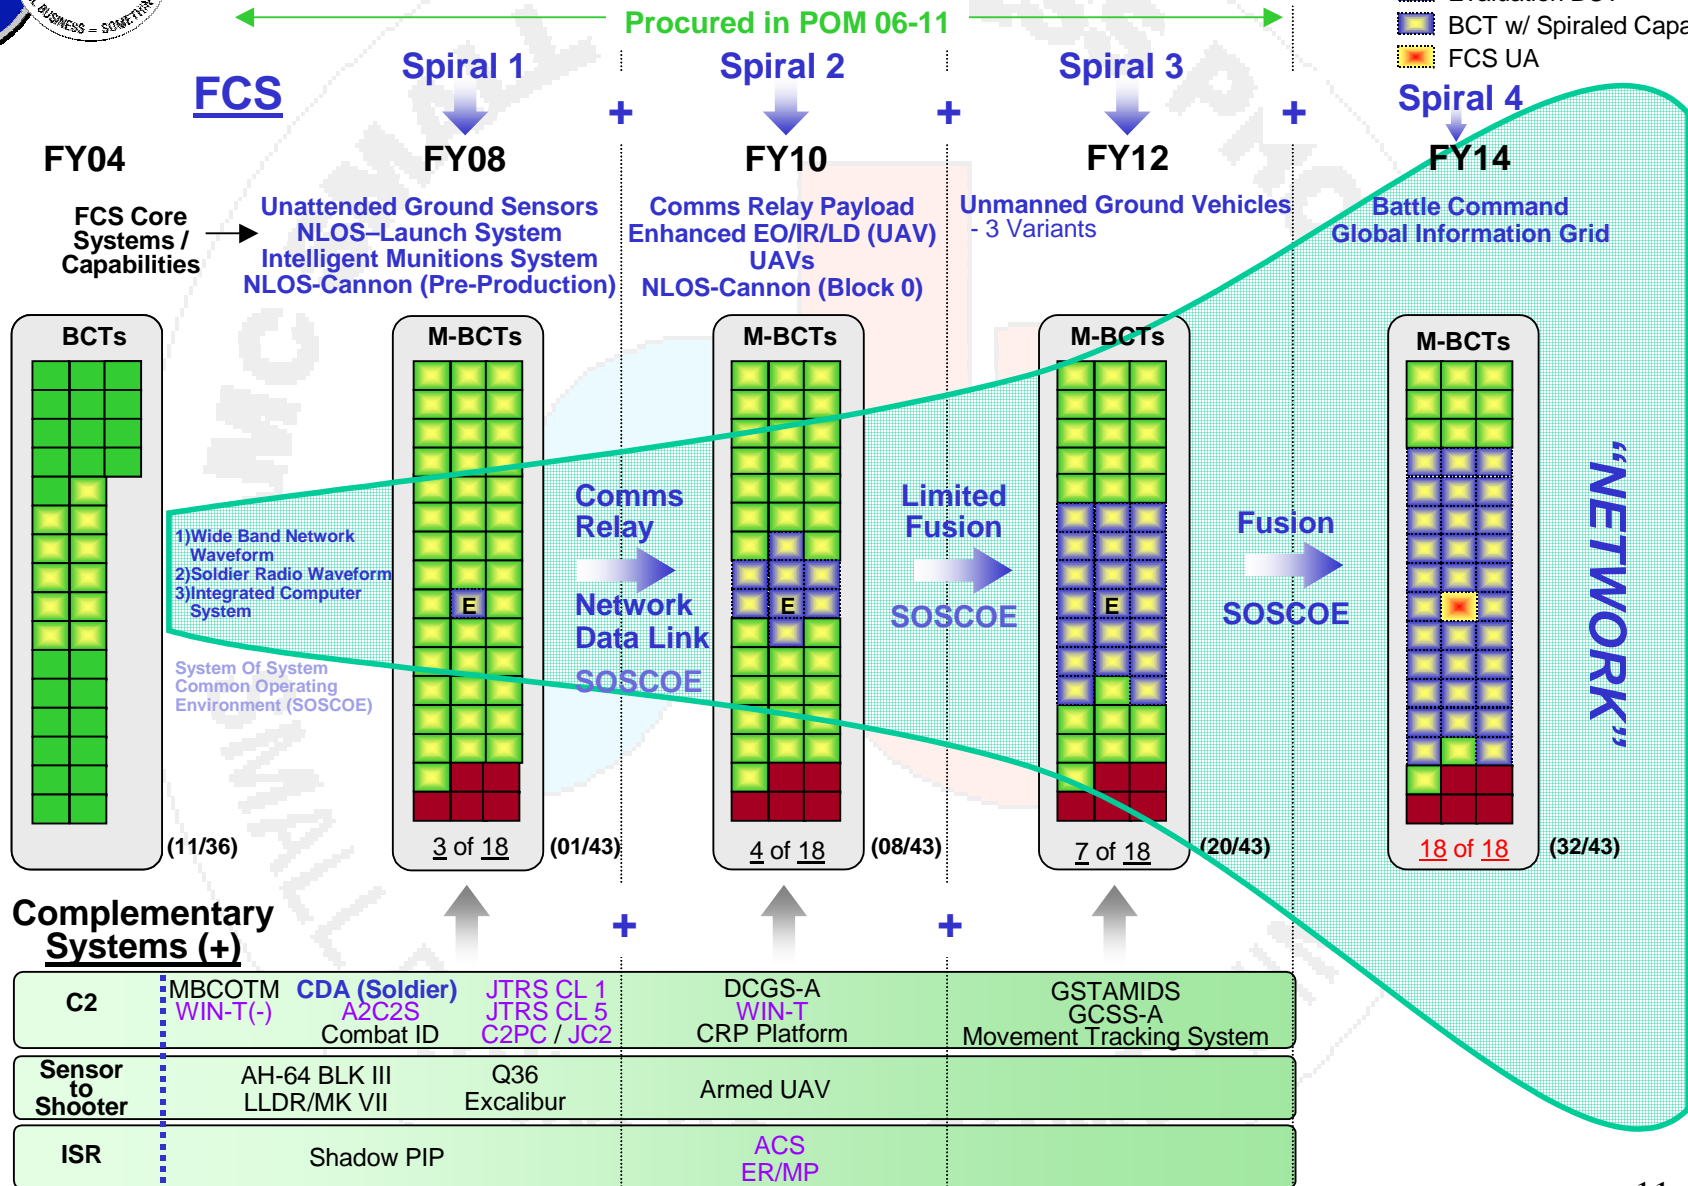 L BUSINESS = SOMETH
Procured in POM 06-11
BCT w/ Spiraled Capa
FCS UA
FCS
Spiral 1
Spiral 2
Spiral 3
Spiral 4
+
+
+
FY04
FY08
FY10
FY12
FY14
FCS Core
Systems /
Capabilities
Unattended Ground Sensors
NLOS–Launch System
Intelligent Munitions System
NLOS-Cannon (Pre-Production)
Comms Relay Payload
Enhanced EO/IR/LD (UAV)
UAVs
NLOS-Cannon (Block 0)
Unmanned Ground Vehicles
- 3 Variants
Battle Command
Global Information Grid
BCTs
M-BCTs
M-BCTs
M-BCTs
M-BCTs
1)Wide Band Network
Waveform
2)Soldier Radio Waveform
3)Integrated Computer
System
System Of System
Common Operating
Environment (SOSCOE)
E
Comms
Relay
Network
Data Link
SOSCOE
E
Limited
Fusion
SOSCOE
E
Fusion
SOSCOE
“NETWORK”
(11/36)
3 of 18
(01/43)
4 of 18
(08/43)
7 of 18
(20/43)
18 of 18
(32/43)
Complementary
Systems (+)
+
+
C2
MBCOTM
WIN-T(-)
CDA (Soldier)
A2C2S
Combat ID
JTRS CL 1
JTRS CL 5
C2PC / JC2
DCGS-A
WIN-T
CRP Platform
GSTAMIDS
GCSS-A
Movement Tracking System
Sensor
to
Shooter
AH-64 BLK III
LLDR/MK VII
Q36
Excalibur
Armed UAV
ISR
Shadow PIP
ACS
ER/MP